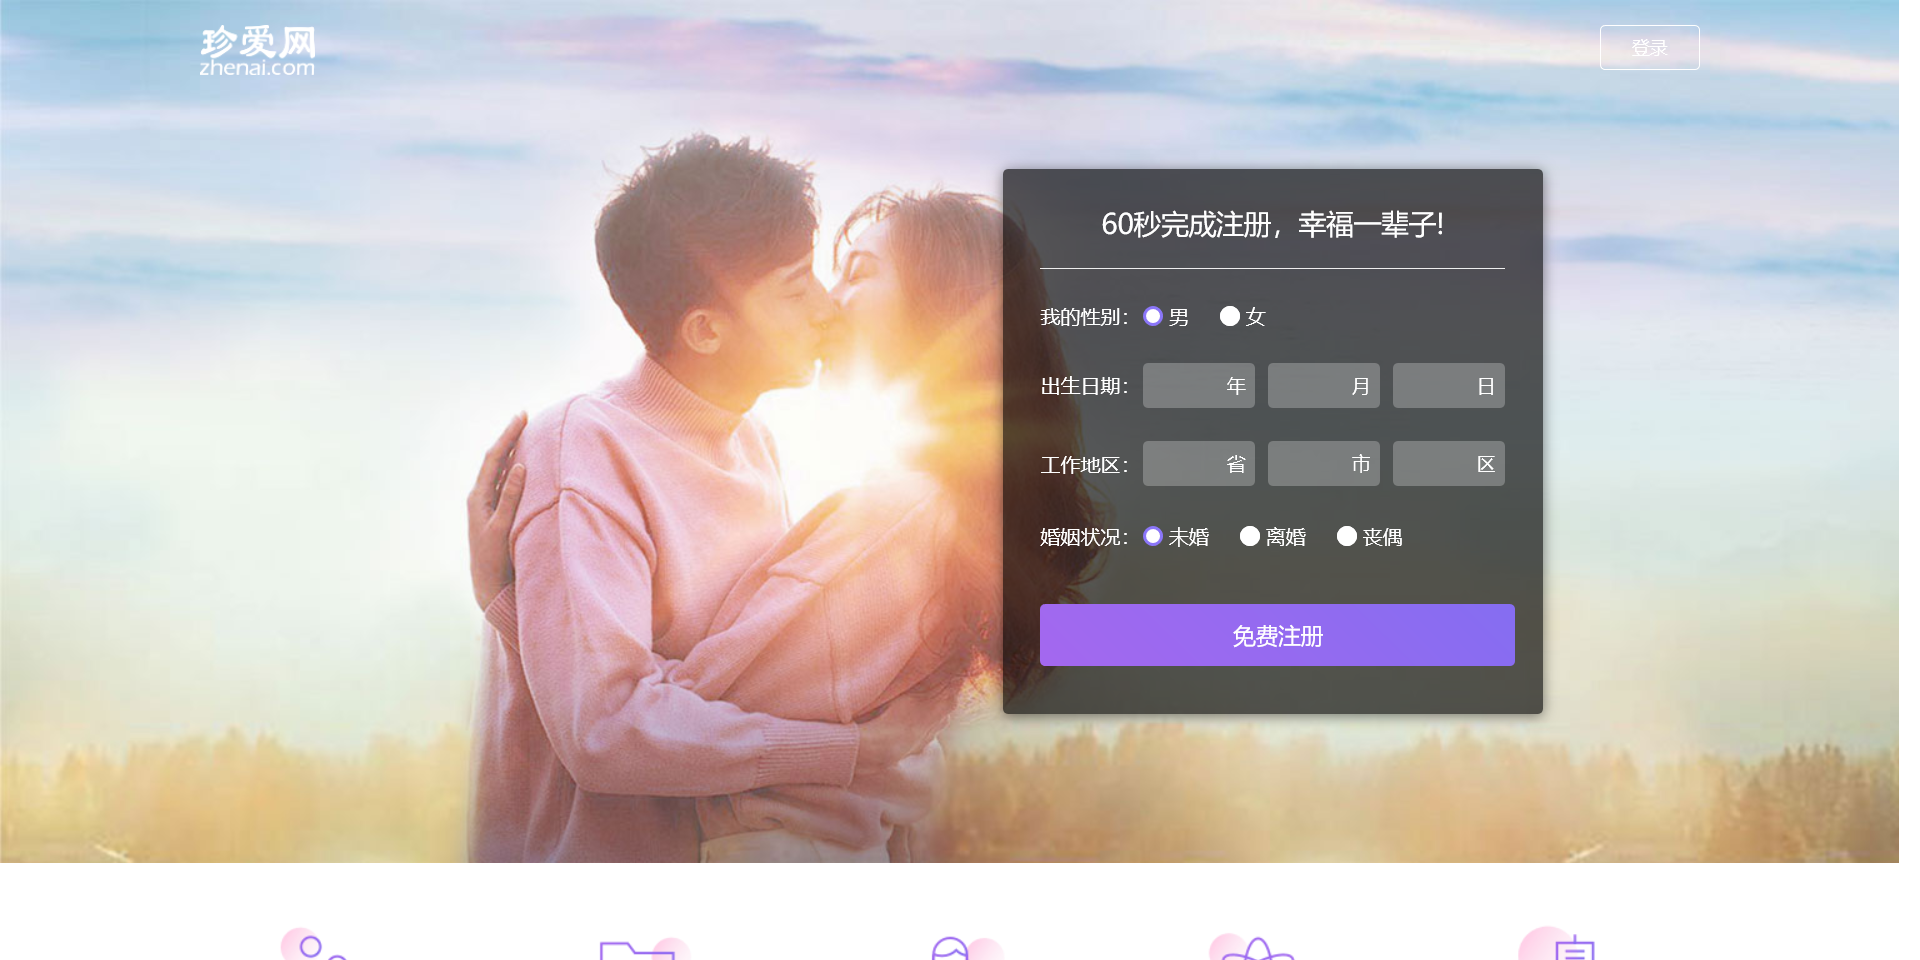 珍爱网
zhenai.com
登录
60秒完成注册，幸福一辈子!
我的性别： 男 女
出生日期： 年 月 日
工作地区： 省 市 区
婚姻状况： 未婚 离婚 丧偶
免费注册